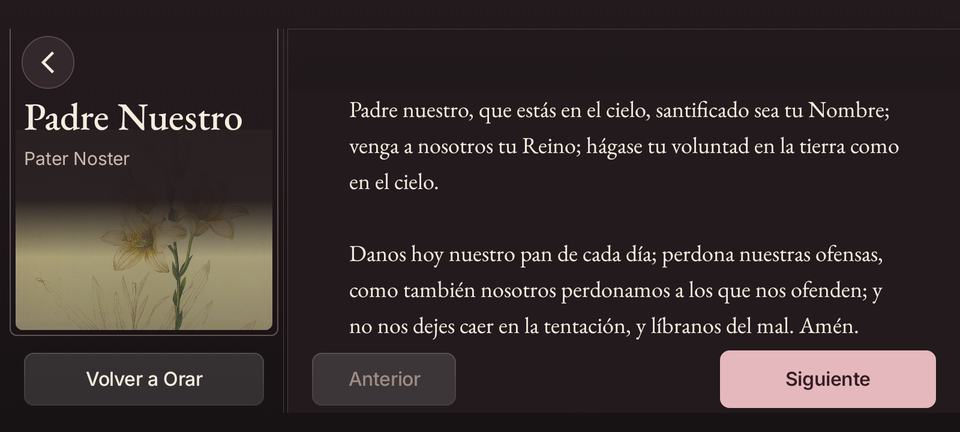 Padre Nuestro
Pater Noster
Volver a Orar
Padre nuestro, que estás en el cielo, santificado sea tu Nombre;
venga a nosotros tu Reino; hágase tu voluntad en la tierra como
en el cielo.
Danos hoy nuestro pan de cada día; perdona nuestras ofensas,
como también nosotros perdonamos a los que nos ofenden; y
no nos dejes caer en la tentación, y líbranos del mal. Amén.
Anterior
Siguiente